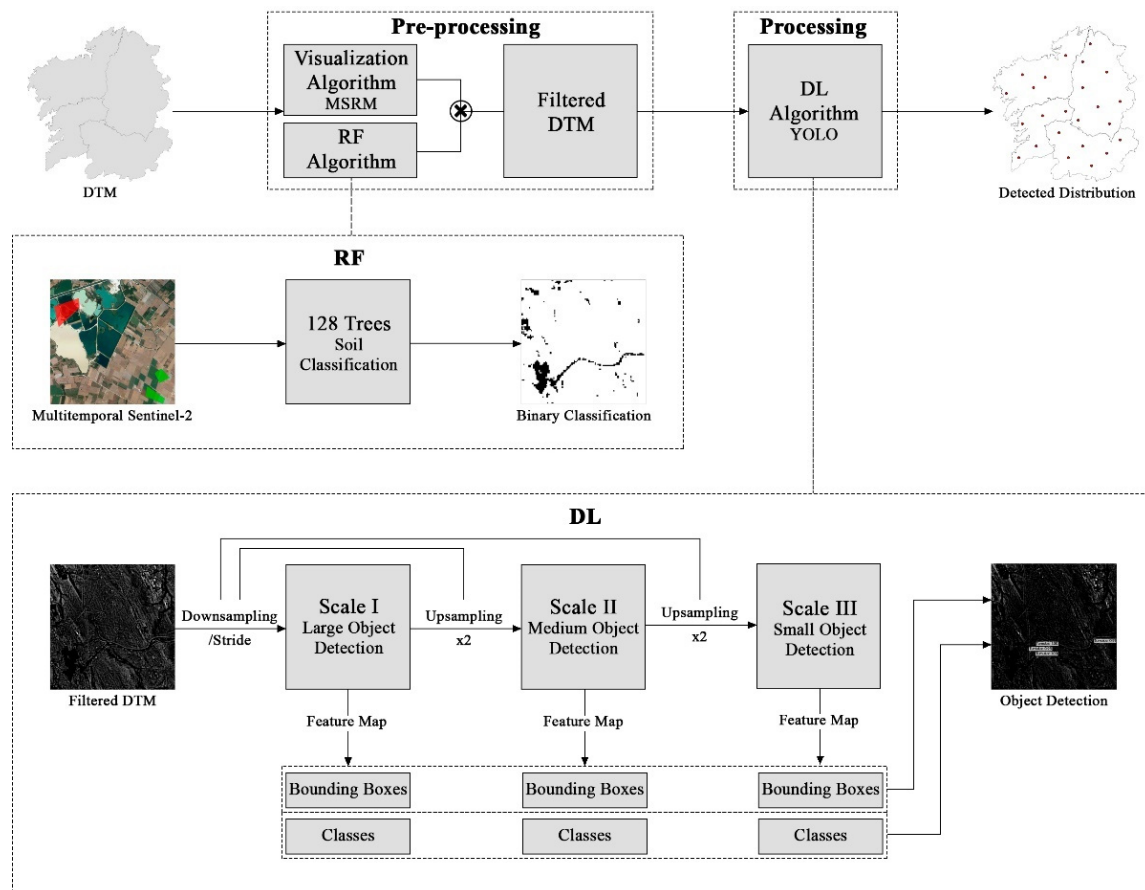 Pre-processing
Processing
Visualization
Algorithm
MSRM
RF
Algorithm
Filtered
DTM
DL
Algorithm
YOLO
DTM
Detected Distribution
RF
128 Trees
Soil
Classification
Multitemporal Sentinel-2
Binary Classification
DL
Downsampling
/Stride
Scale I
Large Object
Detection
Upsampling
x2
Scale II
Medium Object
Detection
Upsampling
x2
Scale III
Small Object
Detection
Filtered DTM
Object Detection
Feature Map
Feature Map
Feature Map
Bounding Boxes
Bounding Boxes
Bounding Boxes
Classes
Classes
Classes